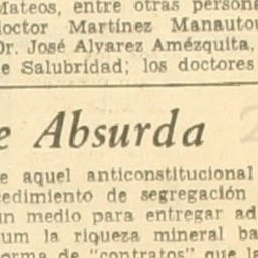 Mateos, entre otras persona
doctor Martínez Manautou
Dr. José Alvarez Amézquita,
e Salubridad; los doctores
e Absurda
e aquel anticonstitucional
cedimiento de segregación
un medio para entregar ad
um la riqueza mineral ba
orma de "contratos" que la